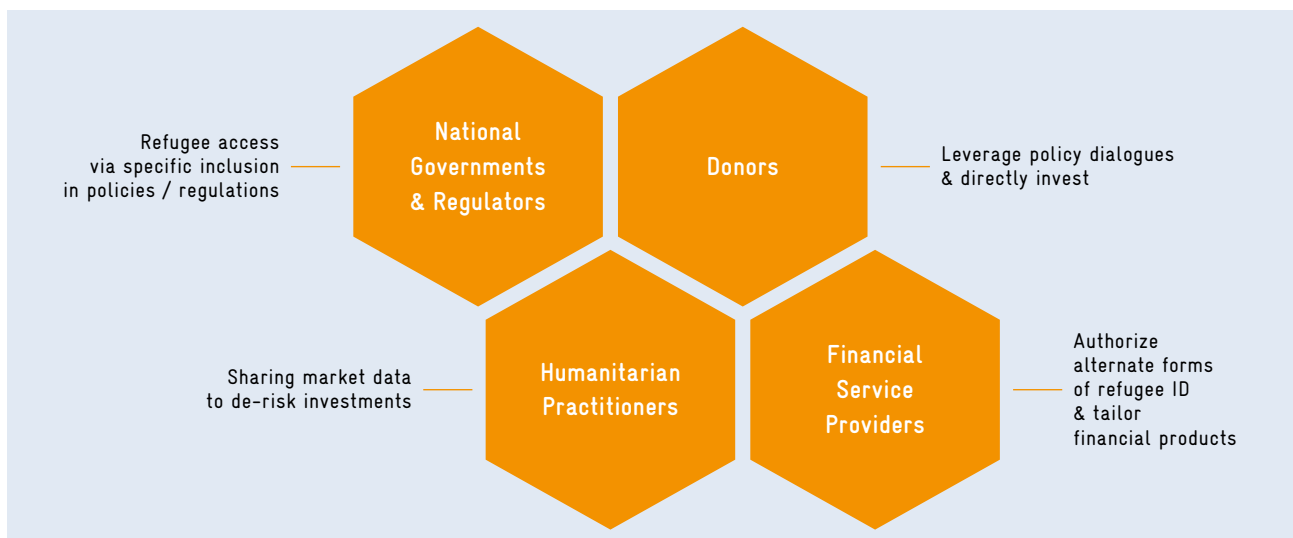 Refugee access
via specific inclusion
in policies / regulations
National
Governments
& Regulators
Donors
Leverage policy dialogues
& directly invest
Sharing market data
to de-risk investments
Humanitarian
Practitioners
Financial
Service
Providers
Authorize
alternate forms
of refugee ID
& tailor
financial products